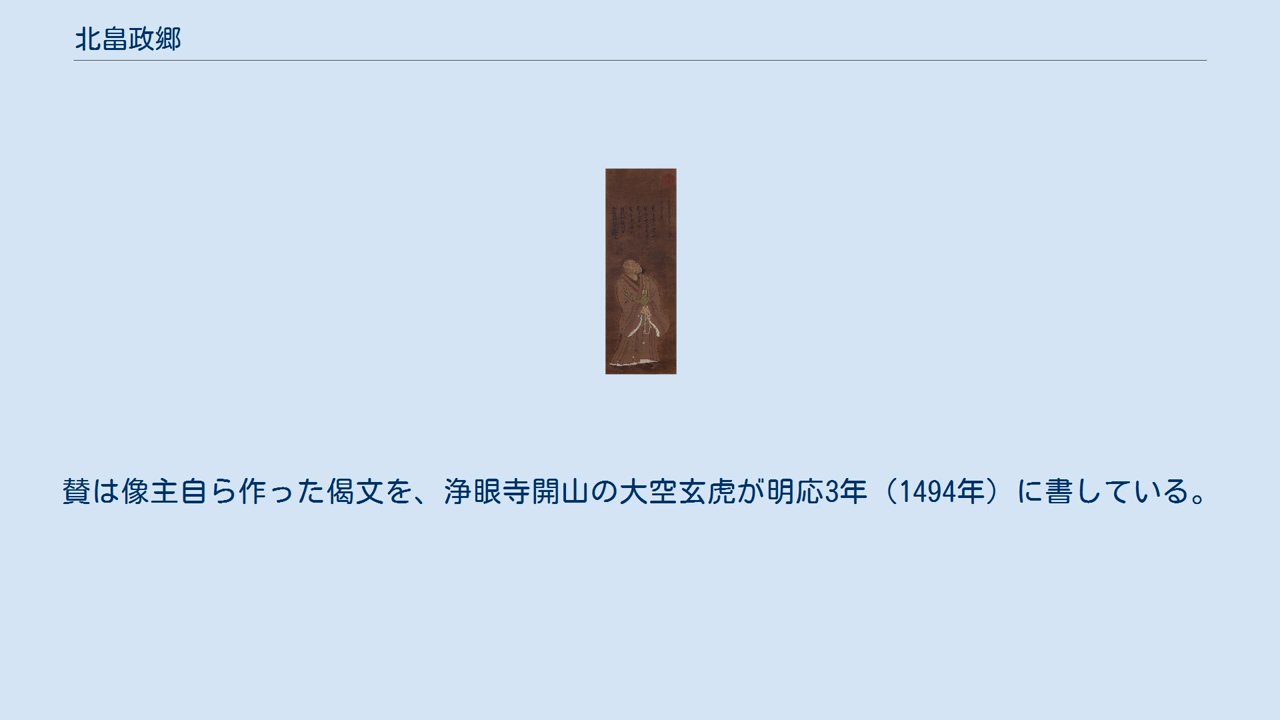 北畠政郷
賛は像主自ら作った偈文を、浄眼寺開山の大空玄虎が明応3年（1494年）に書している。